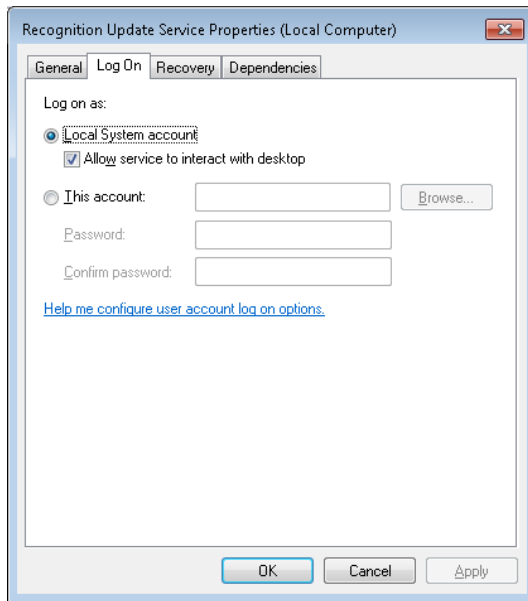 Recognition Update Service Properties (Local Computer)
General Log On Recovery Dependencies
Log on as:
Local System account
Allow service to interact with desktop
This account:
Browse...
Password:
Confirm password:
Help me configure user account log on options.
OK Cancel Apply